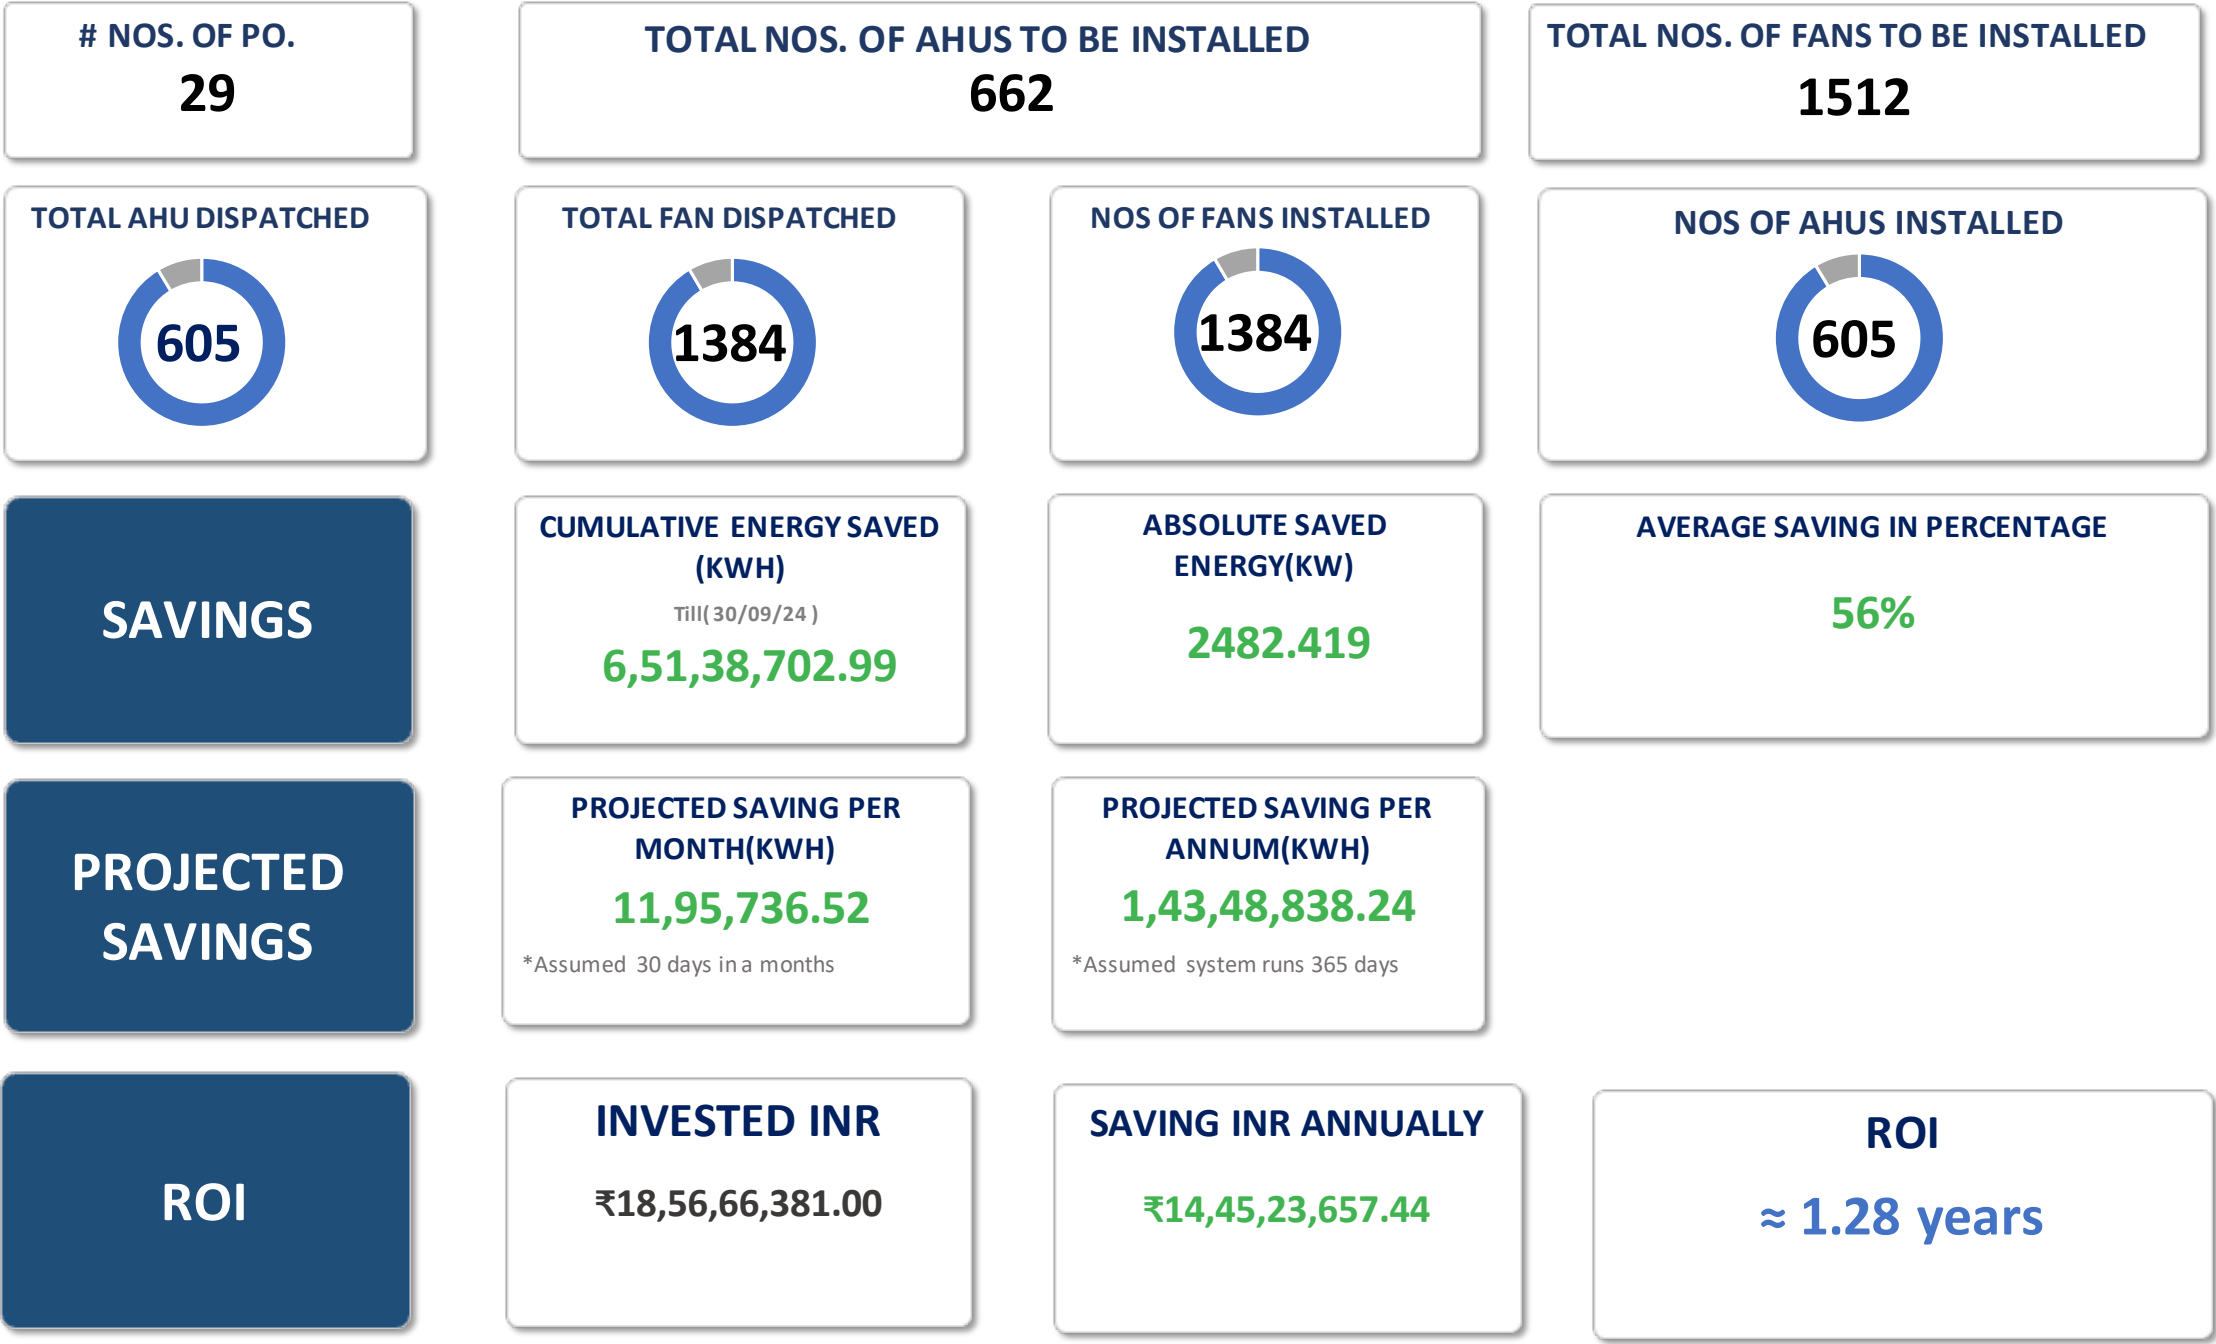 # NOS. OF PO.
29
TOTAL NOS. OF AHUS TO BE INSTALLED
662
TOTAL NOS. OF FANS TO BE INSTALLED
1512
TOTAL AHU DISPATCHED
605
TOTAL FAN DISPATCHED
1384
NOS OF FANS INSTALLED
1384
NOS OF AHUS INSTALLED
605
SAVINGS
CUMULATIVE ENERGY SAVED
(KWH)
Till( 30/09/24 )
6,51,38,702.99
ABSOLUTE SAVED
ENERGY(KW)
2482.419
AVERAGE SAVING IN PERCENTAGE
56%
PROJECTED
SAVINGS
PROJECTED SAVING PER
MONTH(KWH)
11,95,736.52
*Assumed 30 days in a months
PROJECTED SAVING PER
ANNUM(KWH)
1,43,48,838.24
*Assumed system runs 365 days
ROI
INVESTED INR
₹18,56,66,381.00
SAVING INR ANNUALLY
₹14,45,23,657.44
ROI
≈ 1.28 years